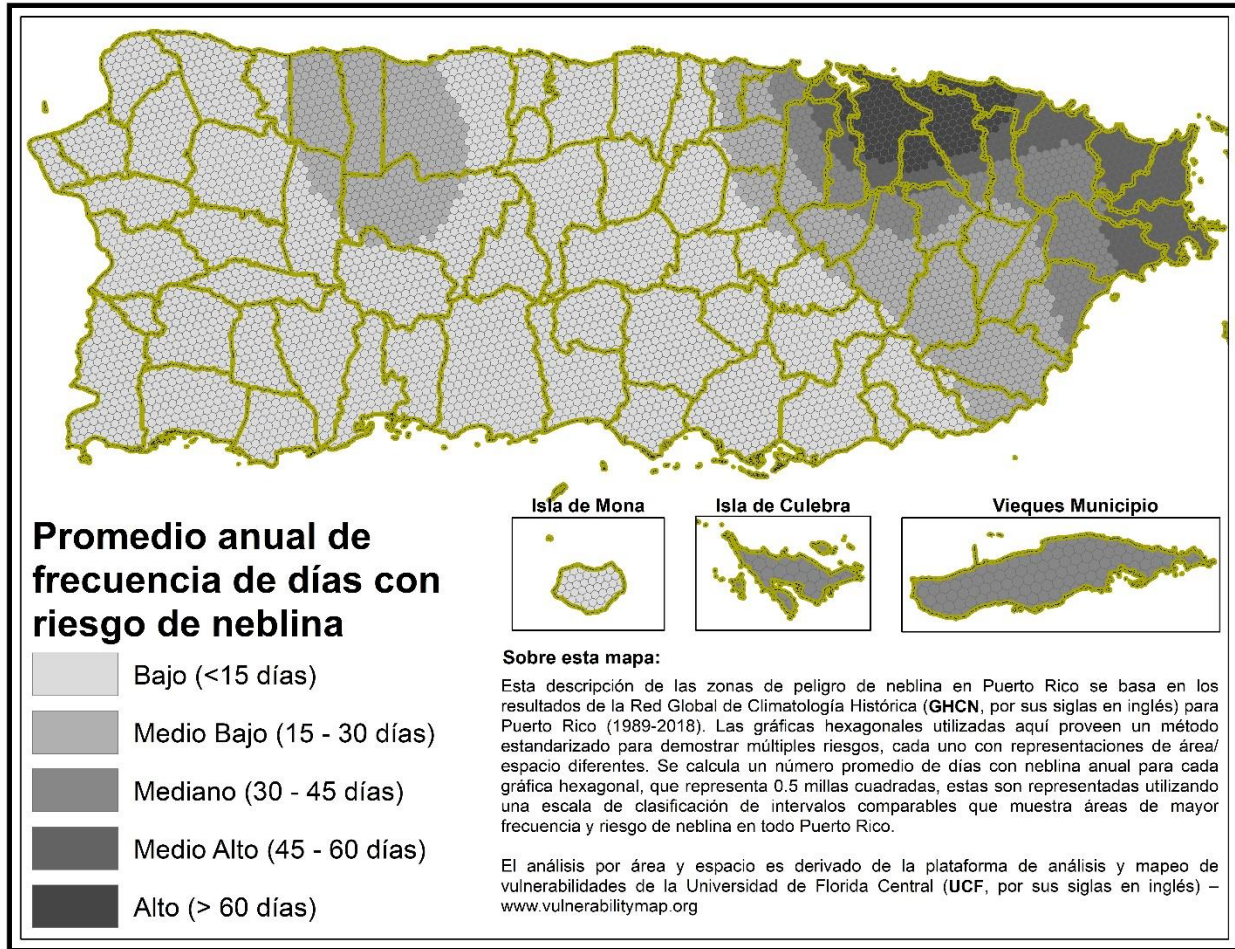 Isla de Mona
Isla de Culebra
Vieques Municipio
Promedio anual de
frecuencia de días con
riesgo de neblina
Bajo (<15 días)
Medio Bajo (15 - 30 días)
Mediano (30 - 45 días)
Medio Alto (45 - 60 días)
Alto (> 60 días)
Sobre esta mapa:
Esta descripción de las zonas de peligro de neblina en Puerto Rico se basa en los
resultados de la Red Global de Climatología Histórica (GHCN, por sus siglas en inglés) para
Puerto Rico (1989-2018). Las gráficas hexagonales utilizadas aquí proveen un método
estandarizado para demostrar múltiples riesgos, cada uno con representaciones de área/
espacio diferentes. Se calcula un número promedio de días con neblina anual para cada
gráfica hexagonal, que representa 0.5 millas cuadradas, estas son representadas utilizando
una escala de clasificación de intervalos comparables que muestra áreas de mayor
frecuencia y riesgo de neblina en todo Puerto Rico.
El análisis por área y espacio es derivado de la plataforma de análisis y mapeo de
vulnerabilidades de la Universidad de Florida Central (UCF, por sus siglas en inglés) –
www.vulnerabilitymap.org